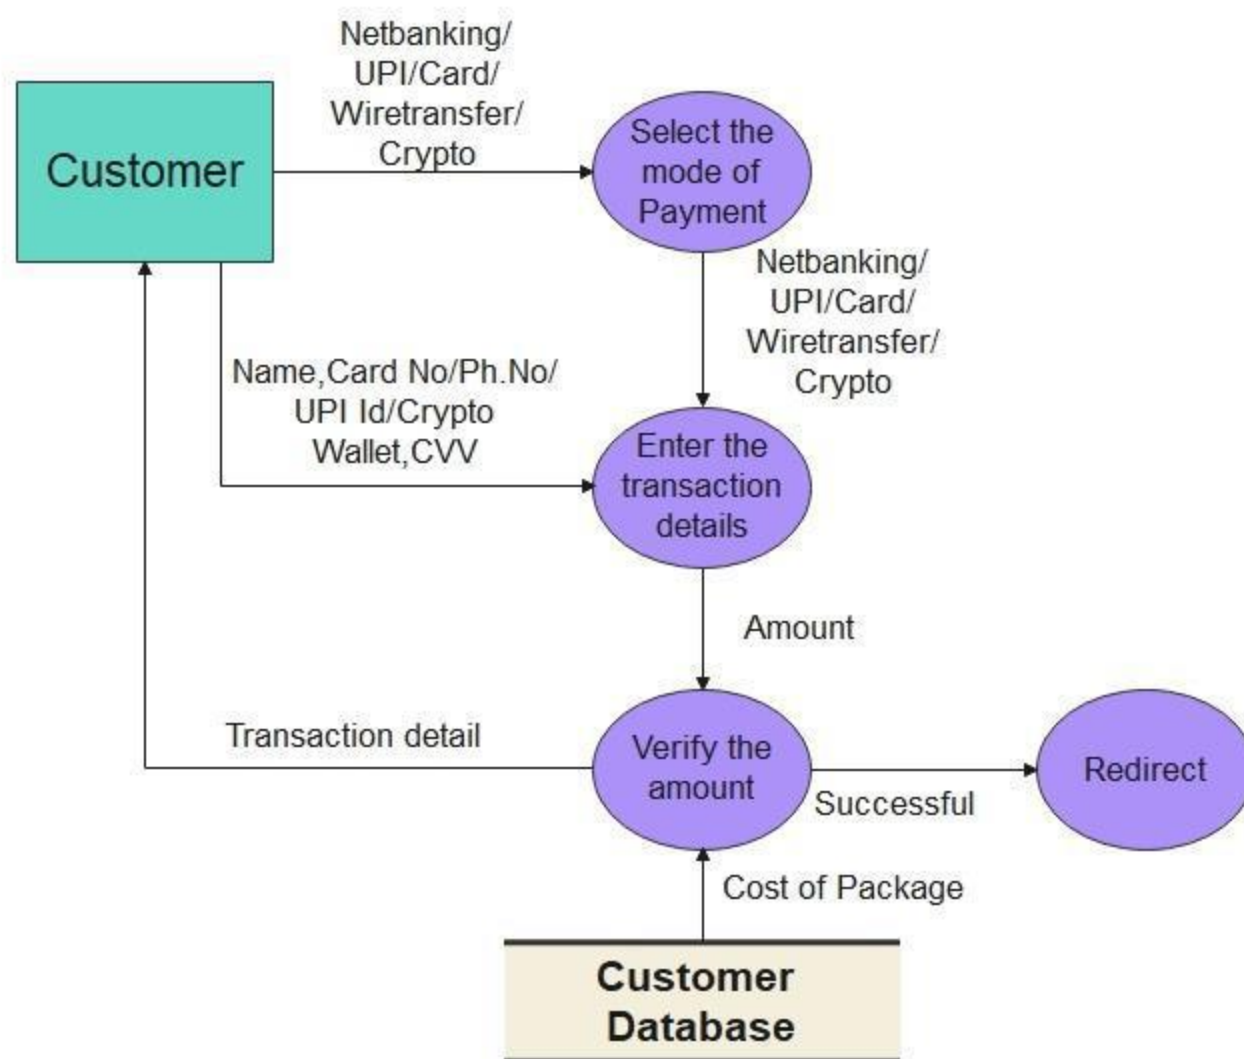 Netbanking/
UPI/Card/
Wiretransfer/
Crypto
Customer
Select the
mode of
Payment
Netbanking/
UPI/Card/
Wiretransfer/
Crypto
Name,Card No/Ph.No/
UPI Id/Crypto
Wallet,CVV
Enter the
transaction
details
Amount
Transaction detail
Verify the
amount
Successful
Redirect
Cost of Package
Customer
Database